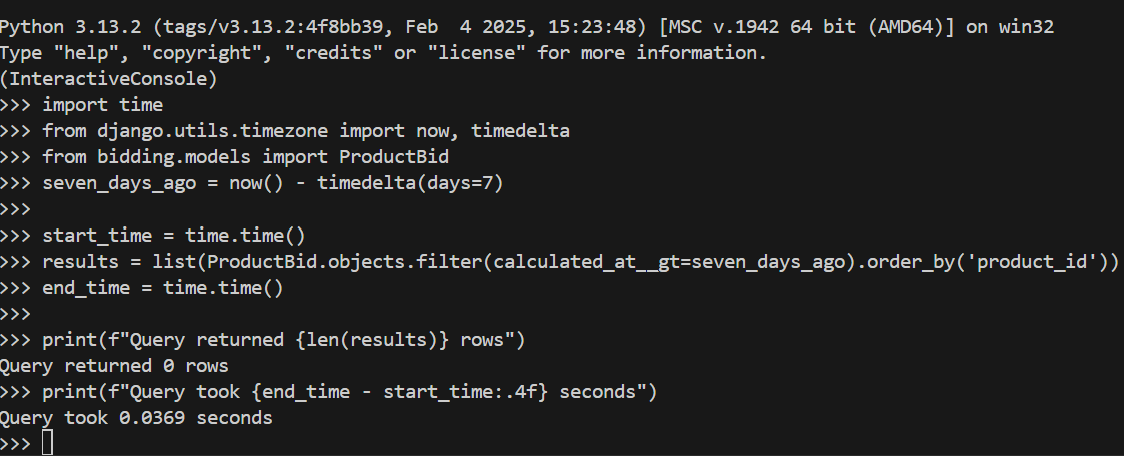 Python 3.13.2 (tags/v3.13.2:4f8bb39, Feb  4 2025, 15:23:48) [MSC v.1942 64 bit (AMD64)] on win32
Type "help", "copyright", "credits" or "license" for more information.
(InteractiveConsole)
>>> import time
>>> from django.utils.timezone import now, timedelta
>>> from bidding.models import ProductBid
>>> seven_days_ago = now() - timedelta(days=7)
>>>
>>> start_time = time.time()
>>> results = list(ProductBid.objects.filter(calculated_at__gt=seven_days_ago).order_by('product_id'))
>>> end_time = time.time()
>>>
>>> print(f"Query returned {len(results)} rows")
Query returned 0 rows
>>> print(f"Query took {end_time - start_time:.4f} seconds")
Query took 0.0369 seconds
>>>